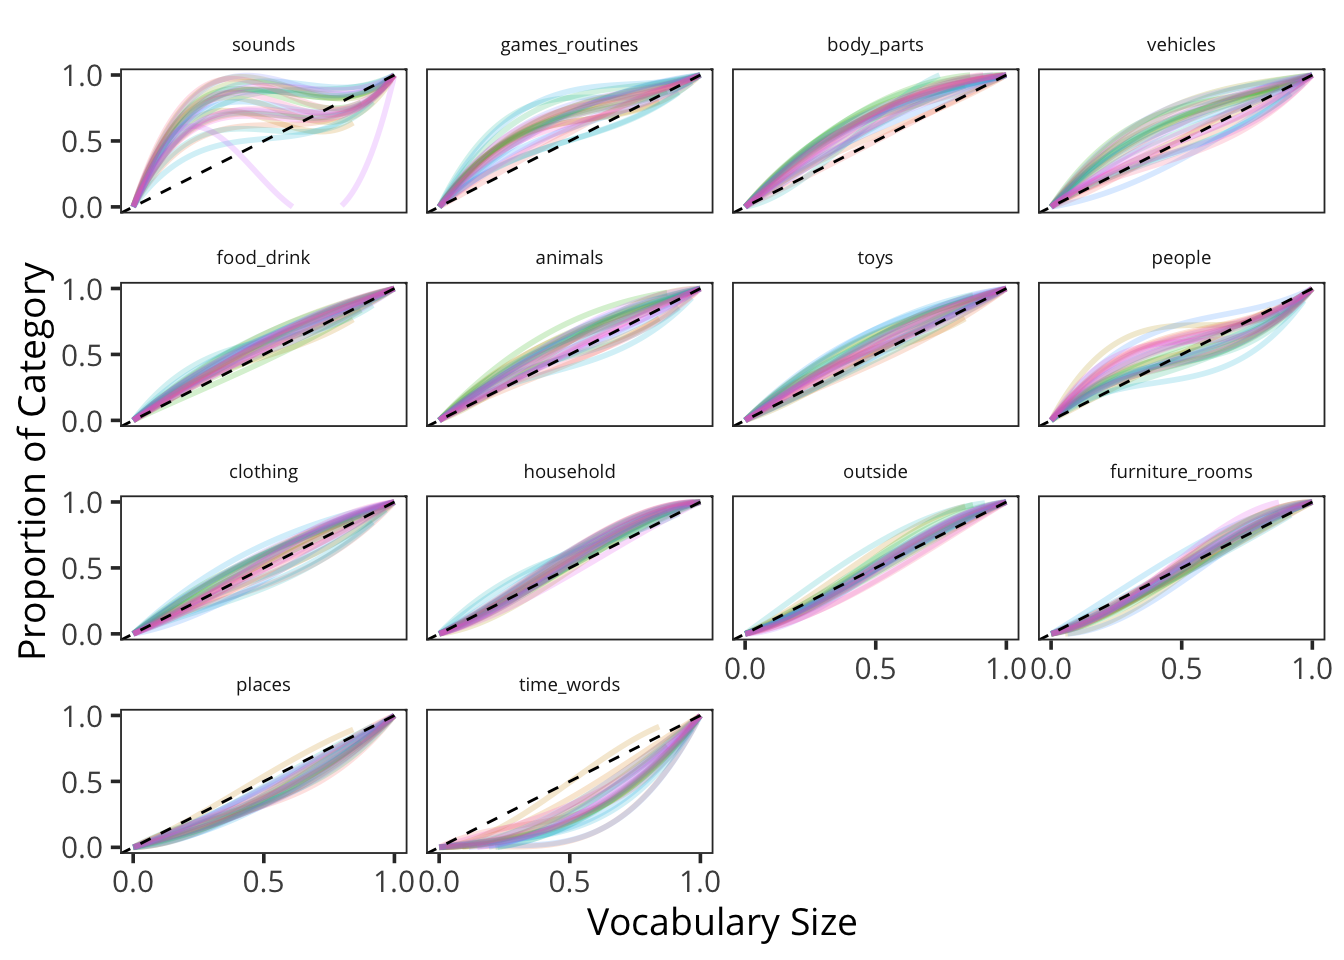 sounds games_routines body_parts vehicles
1.0
0.5
0.0
food_drink animals toys people
1.0
0.5
0.0
Proportion of Category
clothing household outside furniture_rooms
1.0
0.5
0.0
0.0 0.5 1.0 0.0 0.5 1.0
places time_words
1.0
0.5
0.0
0.0 0.5 1.0 0.0 0.5 1.0
Vocabulary Size